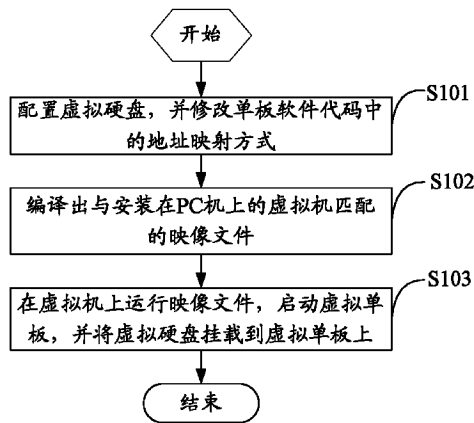 开始
S101
配置虚拟硬盘，并修改单板软件代码中
的地址映射方式
S102
编译出与安装在PC机上的虚拟机匹配
的映像文件
S103
在虚拟机上运行映像文件，启动虚拟单
板，并将虚拟硬盘挂载到虚拟单板上
结束